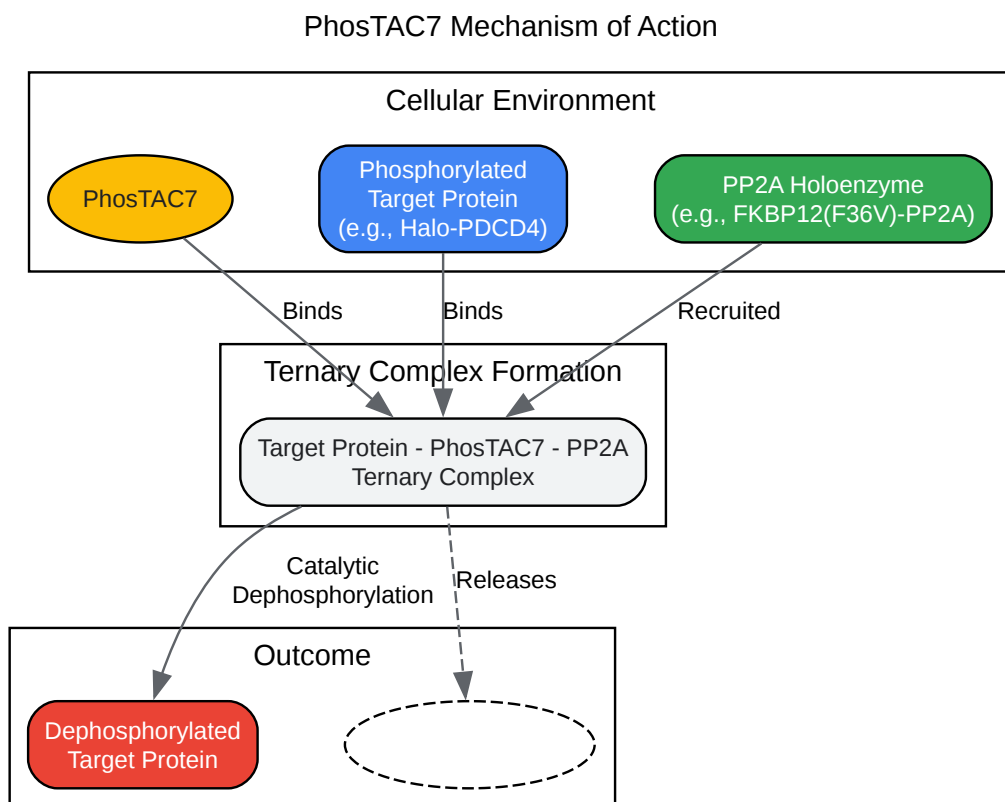 PhosTAC7 Mechanism of Action
Cellular Environment
PhosTAC7
Phosphorylated
Target Protein
(e.g., Halo-PDCD4)
PP2A Holoenzyme
(e.g., FKBP12(F36V)-PP2A)
Binds
Binds
Recruited
Ternary Complex Formation
Target Protein - PhosTAC7 - PP2A
Ternary Complex
Catalytic
Dephosphorylation
Releases
Outcome
Dephosphorylated
Target Protein